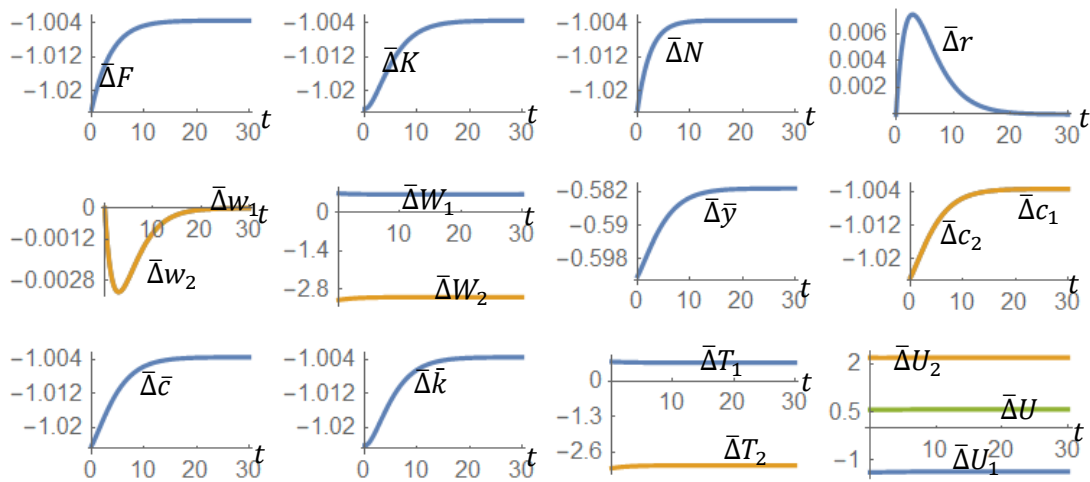 −1.004 −1.004 −1.004 0.006 Δ̄r
−1.012 Δ̄K −1.012 Δ̄N 0.004
−1.02 Δ̄F −1.02 −1.02 0.002
0 10 20 30 t 0 10 20 30 t 0 10 20 30 t 0 10 20 30 t
0 Δ̄w₁ t Δ̄W₁ t −0.582 −1.004 Δ̄c₁
10 20 30 0 10 20 30 Δ̄ȳ
−0.0012 −1.4 −0.59 −1.012 Δ̄c₂
−0.0028 Δ̄w₂ −2.8 Δ̄W₂ −0.598 −1.02
0 10 20 30 t 0 10 20 30 t
−1.004 −1.004 Δ̄T₁ t 2 Δ̄U₂
0 10 20 30
−1.012 Δ̄c̄ −1.012 Δ̄k̄ −1.3 0.5 Δ̄U t
10 20 30
−1.02 −1.02 −2.6 Δ̄T₂ −1 Δ̄U₁
0 10 20 30 t 0 10 20 30 t